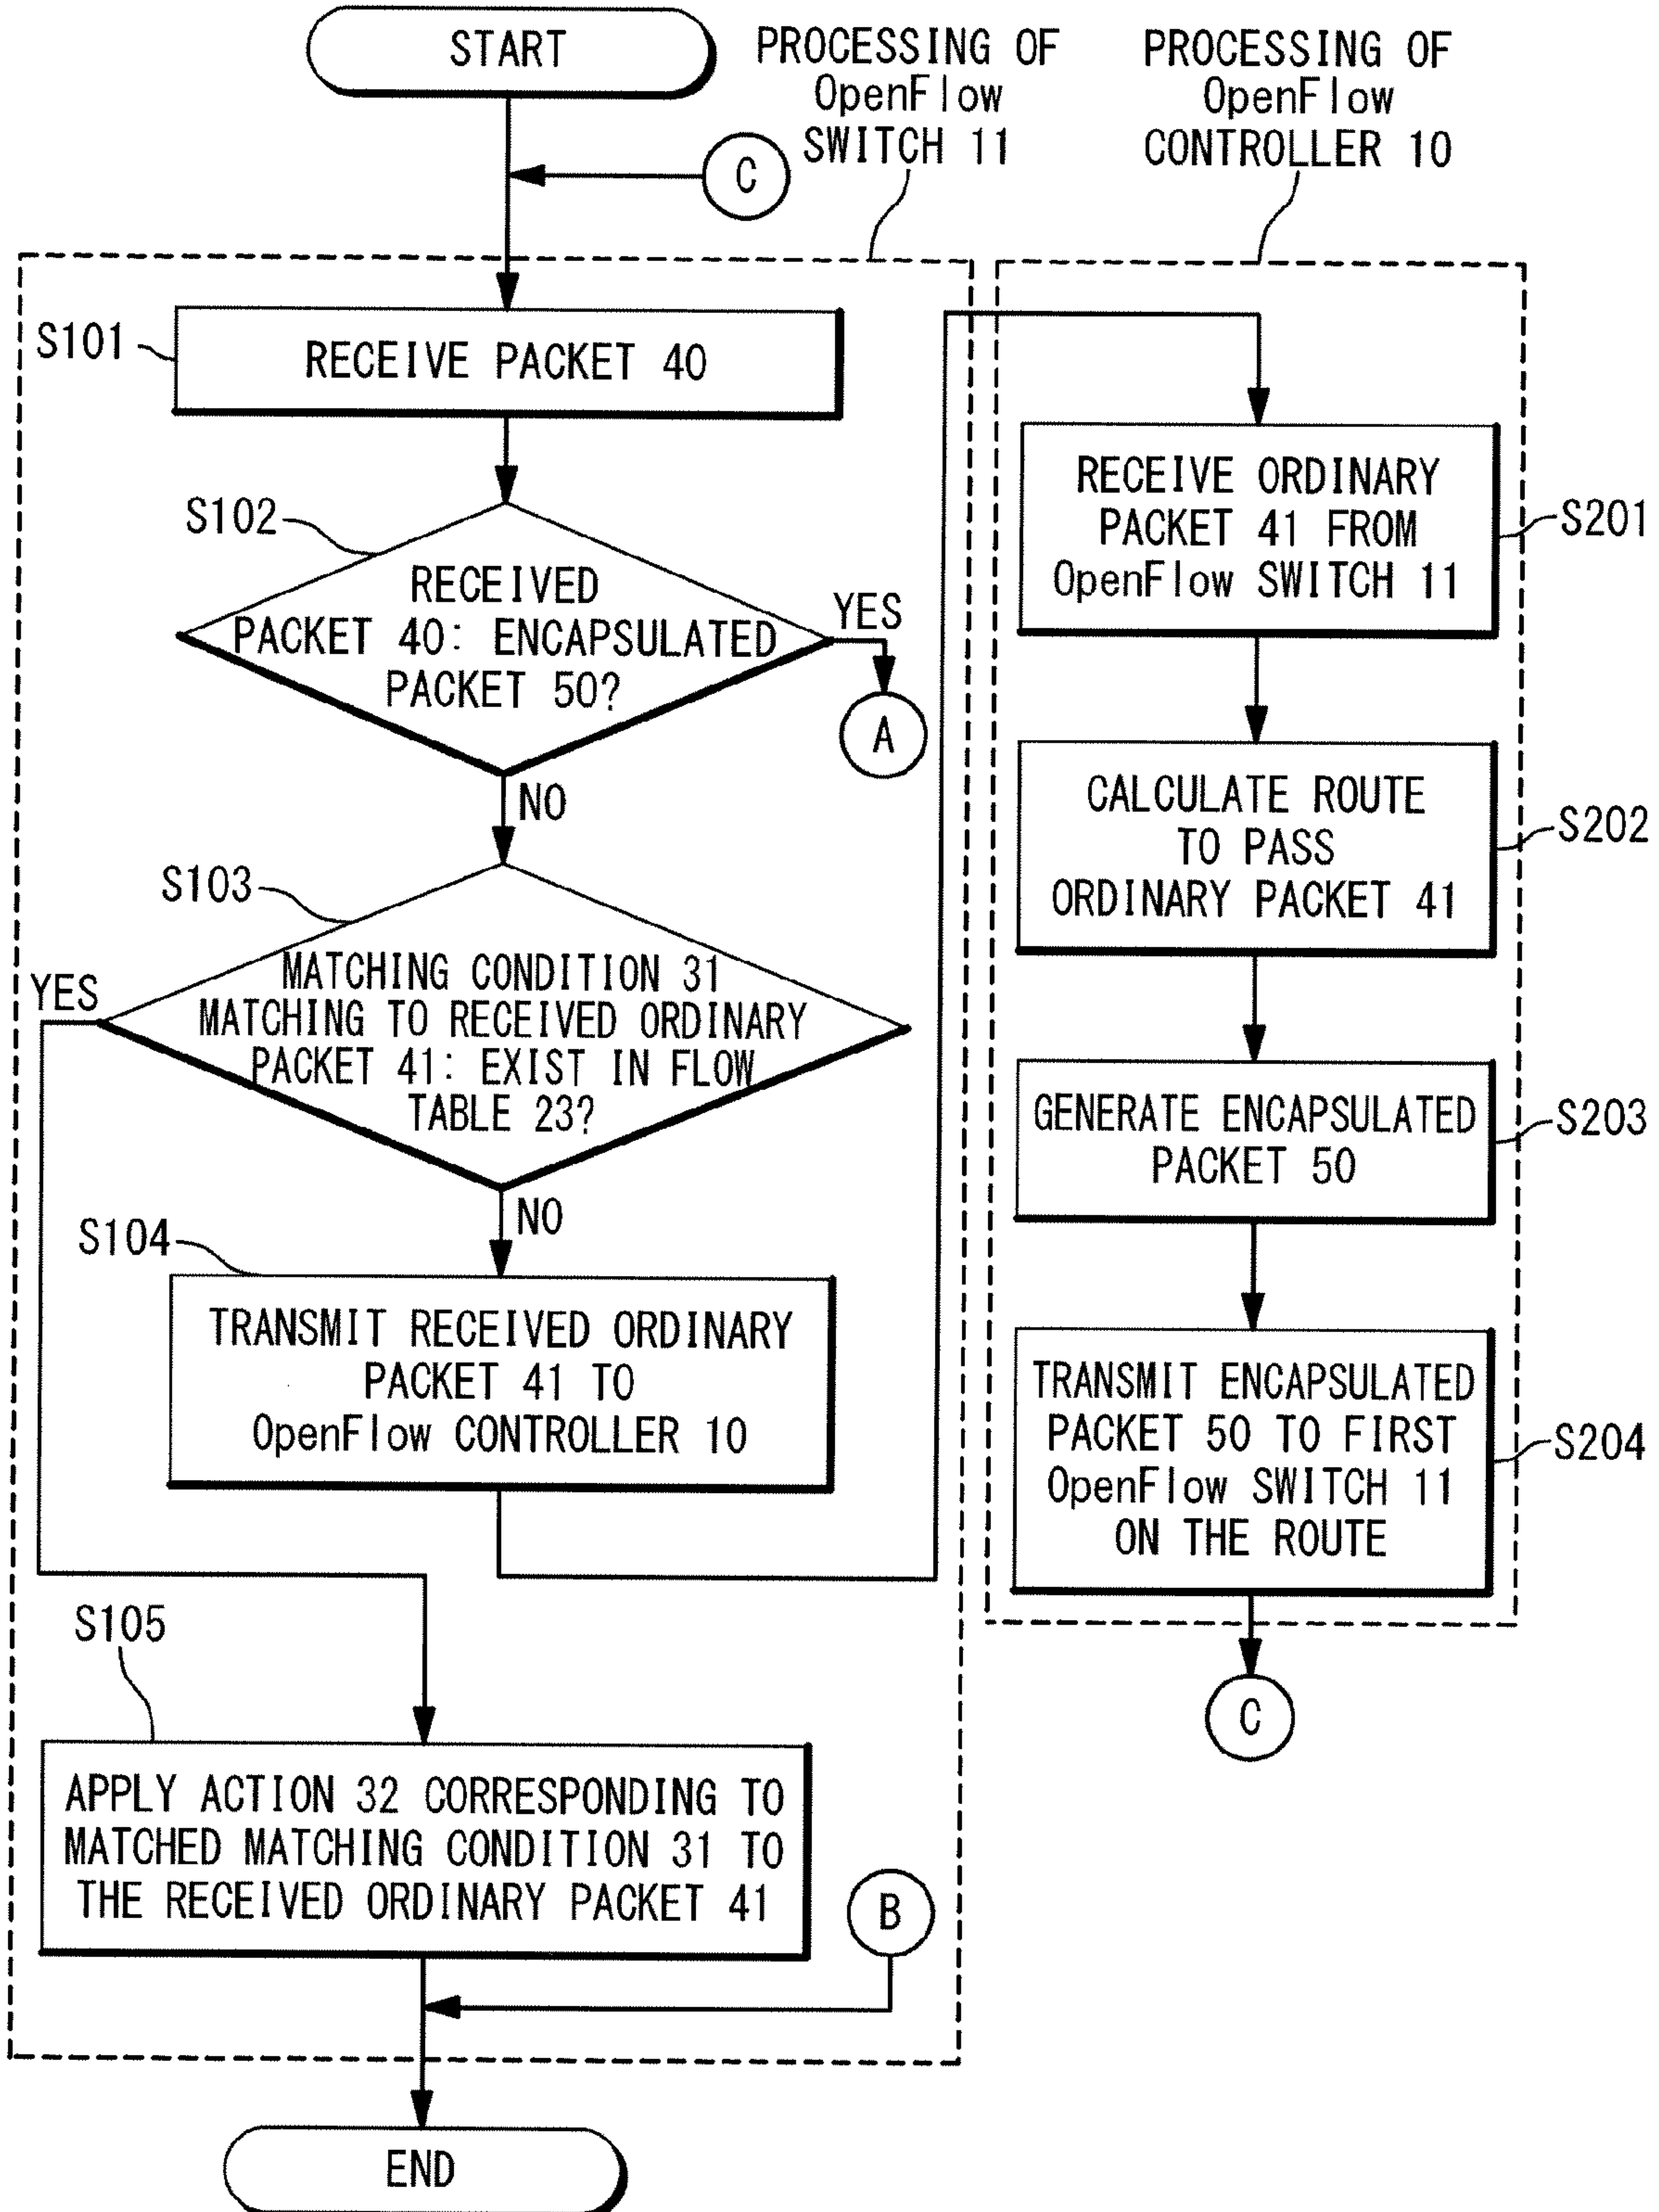 START
PROCESSING OF
OpenFlow
SWITCH 11
PROCESSING OF
OpenFlow
CONTROLLER 10
C
S101
RECEIVE PACKET 40
S102
RECEIVED
PACKET 40: ENCAPSULATED
PACKET 50?
YES
A
NO
S103
MATCHING CONDITION 31
MATCHING TO RECEIVED ORDINARY
PACKET 41: EXIST IN FLOW
TABLE 23?
YES
NO
S104
TRANSMIT RECEIVED ORDINARY
PACKET 41 TO
OpenFlow CONTROLLER 10
S105
APPLY ACTION 32 CORRESPONDING TO
MATCHED MATCHING CONDITION 31 TO
THE RECEIVED ORDINARY PACKET 41
B
END
RECEIVE ORDINARY
PACKET 41 FROM
OpenFlow SWITCH 11
S201
CALCULATE ROUTE
TO PASS
ORDINARY PACKET 41
S202
GENERATE ENCAPSULATED
PACKET 50
S203
TRANSMIT ENCAPSULATED
PACKET 50 TO FIRST
OpenFlow SWITCH 11
ON THE ROUTE
S204
C